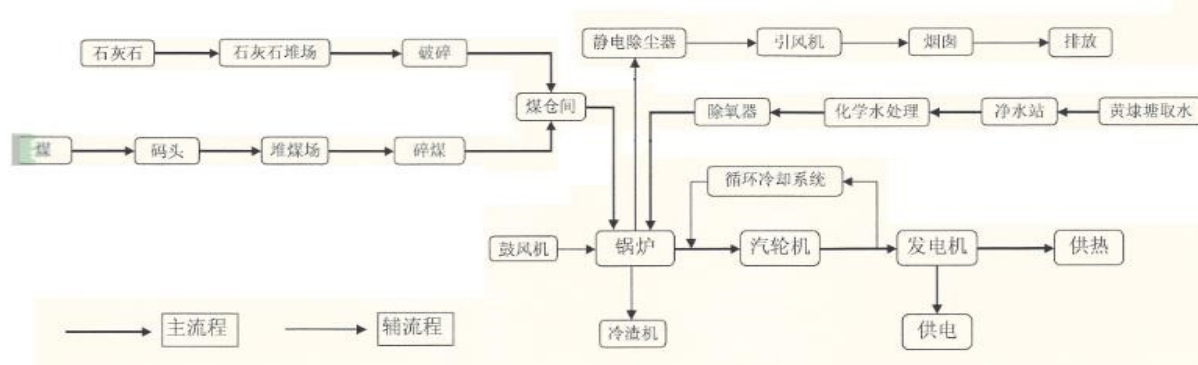 静电除尘器
引风机
烟囱
排放
石灰石
石灰石堆场
破碎
煤仓间
除氧器
化学水处理
净水站
黄埭塘取水
煤
码头
堆煤场
碎煤
循环冷却系统
鼓风机
锅炉
汽轮机
发电机
供热
主流程
辅流程
冷渣机
供电